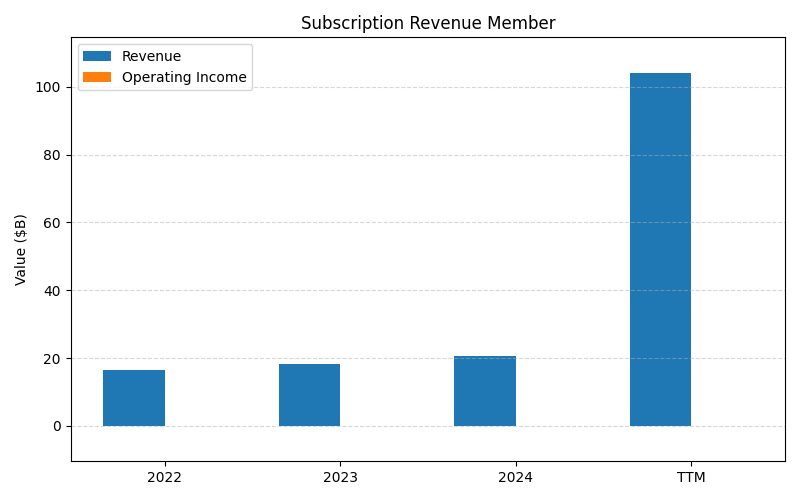 Subscription Revenue Member
Revenue
Operating Income
Value ($B)
100
80
60
40
20
0
2022 2023 2024 TTM